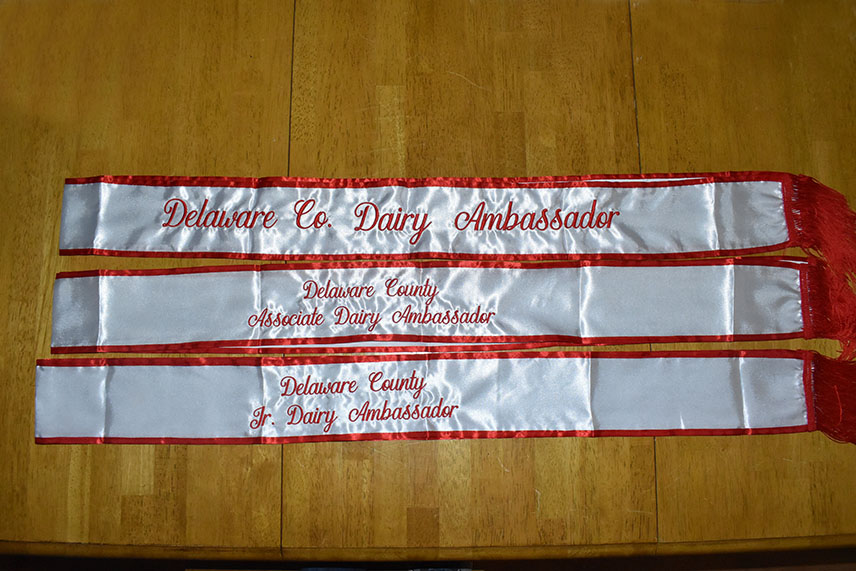 Delaware Co. Dairy Ambassador
Delaware County
Associate Dairy Ambassador
Delaware County
Jr. Dairy Ambassador